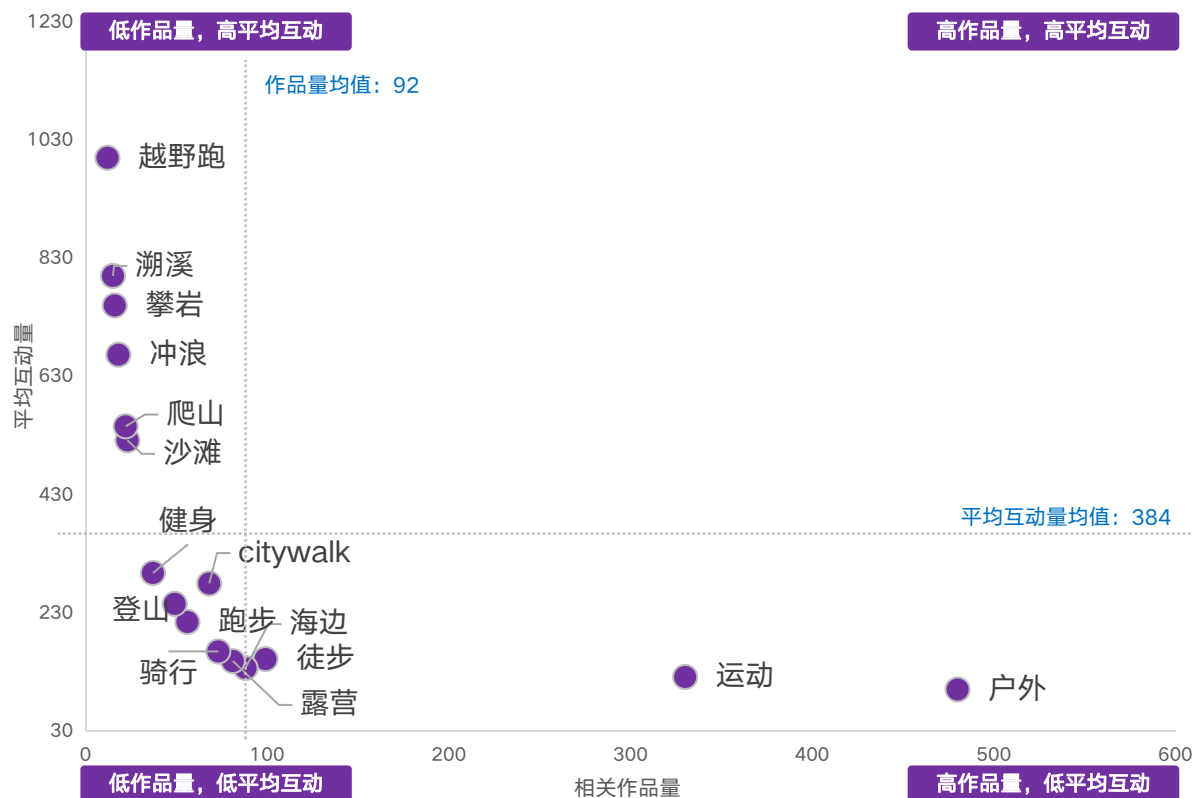 1230
低作品量，高平均互动
高作品量，高平均互动
作品量均值：92
1030
越野跑
830
溯溪
攀岩
冲浪
630
平均互动量
爬山
沙滩
430
健身
平均互动量均值：384
citywalk
230
登山
跑步
海边
徒步
骑行
运动
户外
露营
30
0
100
200
300
400
500
600
低作品量，低平均互动
相关作品量
高作品量，低平均互动